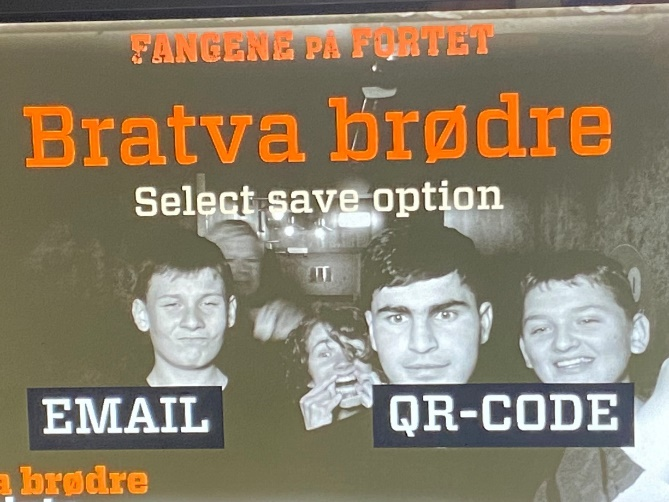 FANGENE PÅ FORTET
Bratva brødre
Select save option
EMAIL
QR-CODE
brødre